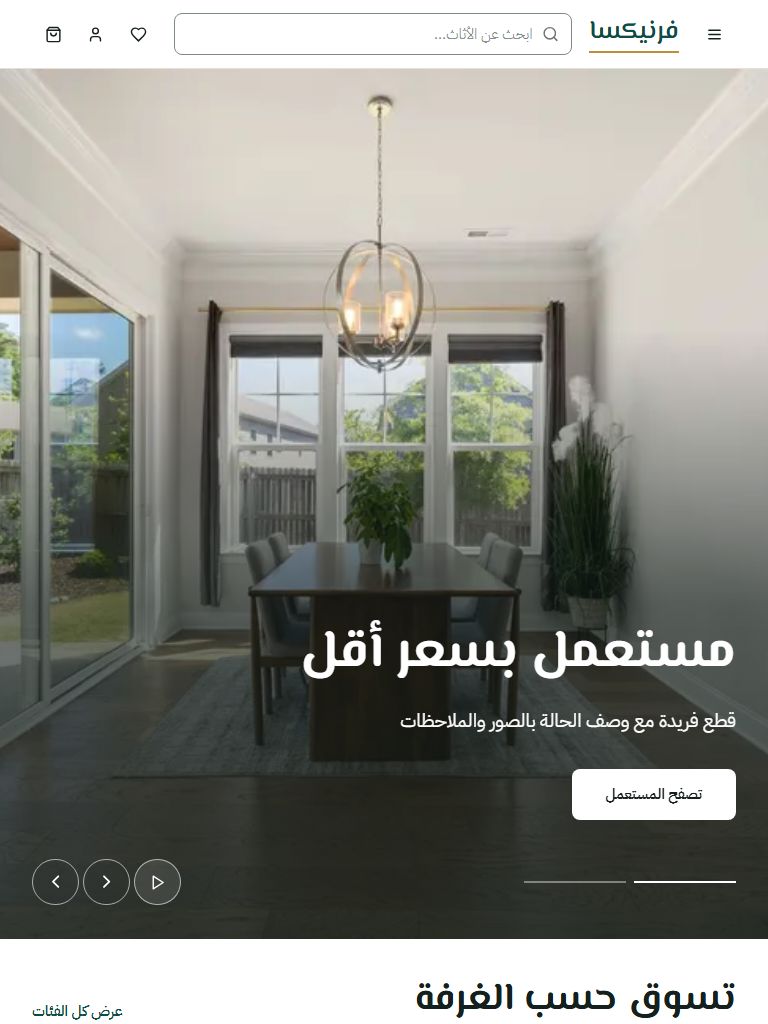 فرنيكسا
ابحث عن الأثاث...
مستعمل بسعر أقل
قطع فريدة مع وصف الحالة بالصور والملاحظات
تصفح المستعمل
تسوق حسب الغرفة
عرض كل الفئات